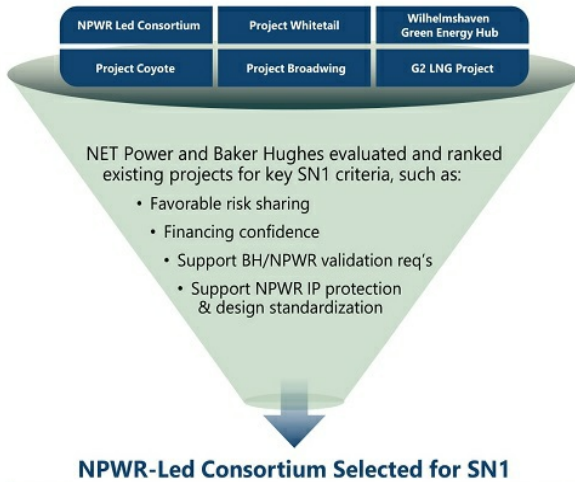 NPWR Led Consortium
Project Whitetail
Wilhelmshaven
Green Energy Hub
Project Coyote
Project Broadwing
G2 LNG Project
NET Power and Baker Hughes evaluated and ranked
existing projects for key SN1 criteria, such as:
• Favorable risk sharing
• Financing confidence
• Support BH/NPWR validation req's
• Support NPWR IP protection
& design standardization
NPWR-Led Consortium Selected for SN1